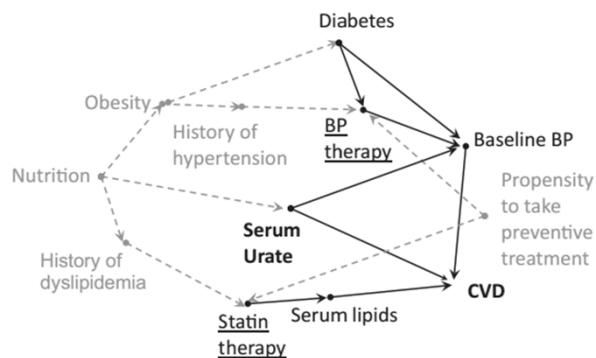 Diabetes
Obesity
History of
hypertension
BP
therapy
Baseline BP
Nutrition
Propensity
to take
preventive
treatment
Serum
Urate
History of
dyslipidemia
CVD
Statin
therapy
Serum lipids